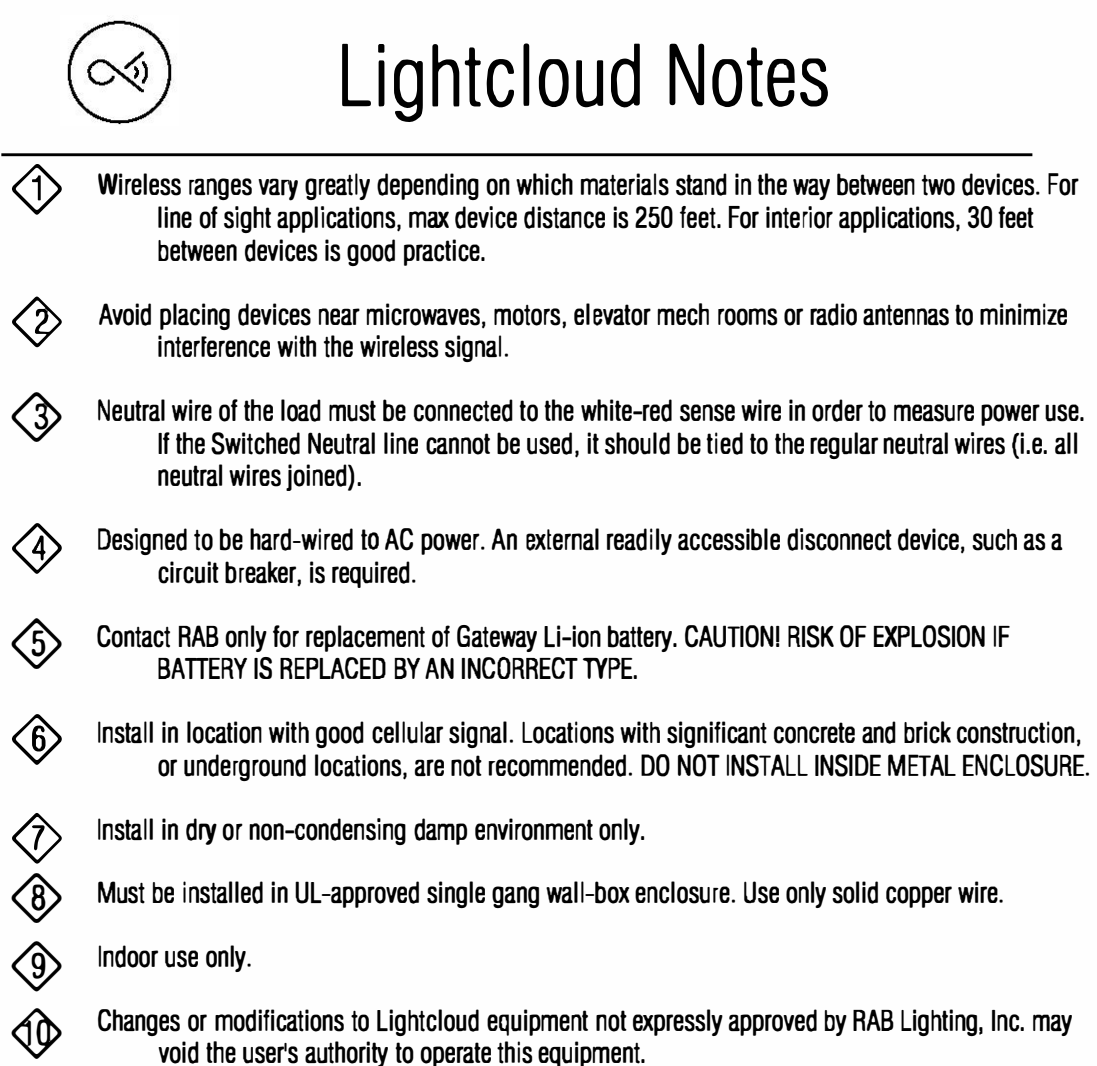 Lightcloud Notes
1 Wireless ranges vary greatly depending on which materials stand in the way between two devices. For
line of sight applications, max device distance is 250 feet. For interior applications, 30 feet
between devices is good practice.
2 Avoid placing devices near microwaves, motors, elevator mech rooms or radio antennas to minimize
interference with the wireless signal.
3 Neutral wire of the load must be connected to the white-red sense wire in order to measure power use.
If the Switched Neutral line cannot be used, it should be tied to the regular neutral wires (i.e. all
neutral wires joined).
4 Designed to be hard-wired to AC power. An external readily accessible disconnect device, such as a
circuit breaker, is required.
5 Contact RAB only for replacement of Gateway Li-ion battery. CAUTION! RISK OF EXPLOSION IF
BATTERY IS REPLACED BY AN INCORRECT TYPE.
6 Install in location with good cellular signal. Locations with significant concrete and brick construction,
or underground locations, are not recommended. DO NOT INSTALL INSIDE METAL ENCLOSURE.
7 Install in dry or non-condensing damp environment only.
8 Must be installed in UL-approved single gang wall-box enclosure. Use only solid copper wire.
9 Indoor use only.
10 Changes or modifications to Lightcloud equipment not expressly approved by RAB Lighting, Inc. may
void the user's authority to operate this equipment.